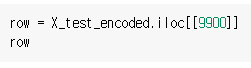 row = X_test_encoded.iloc[[9900]]
row